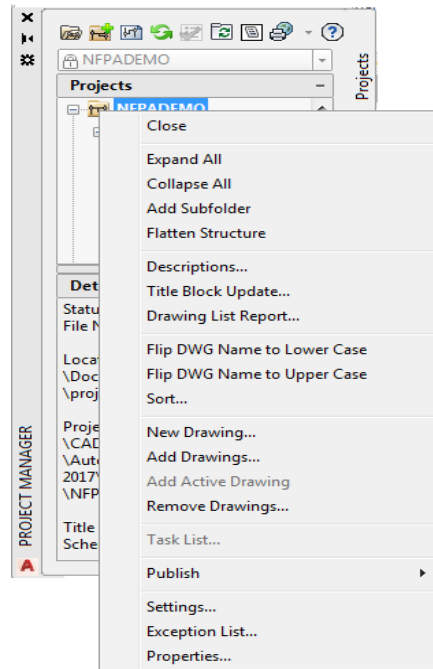 NFPADEMO
Projects
Projects
NFPADEMO
Close
Expand All
Collapse All
Add Subfolder
Flatten Structure
Descriptions...
Title Block Update...
Drawing List Report...
Flip DWG Name to Lower Case
Flip DWG Name to Upper Case
Sort...
New Drawing...
Add Drawings...
Add Active Drawing
Remove Drawings...
Task List...
Publish
Settings...
Exception List...
Properties...
Det
Statu
File N
Loca
\Doc
\proj
Proje
\CAD
\Aut
2017\
\NFP
Title
Sche
PROJECT MANAGER